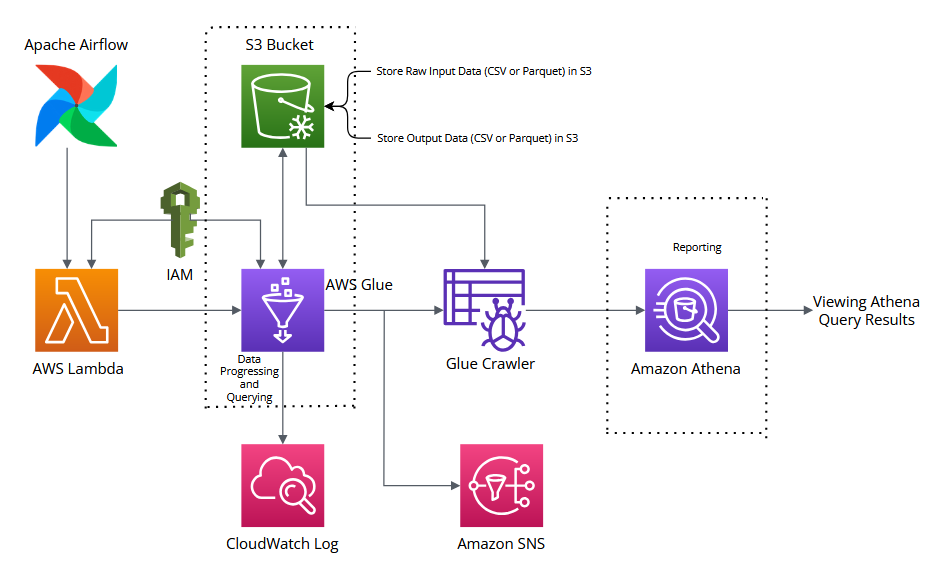 Apache Airflow
S3 Bucket
Store Raw Input Data (CSV or Parquet) in S3
Store Output Data (CSV or Parquet) in S3
IAM
Reporting
AWS Glue
Viewing Athena
Query Results
AWS Lambda
Data
Progressing
and
Querying
Glue Crawler
Amazon Athena
CloudWatch Log
Amazon SNS